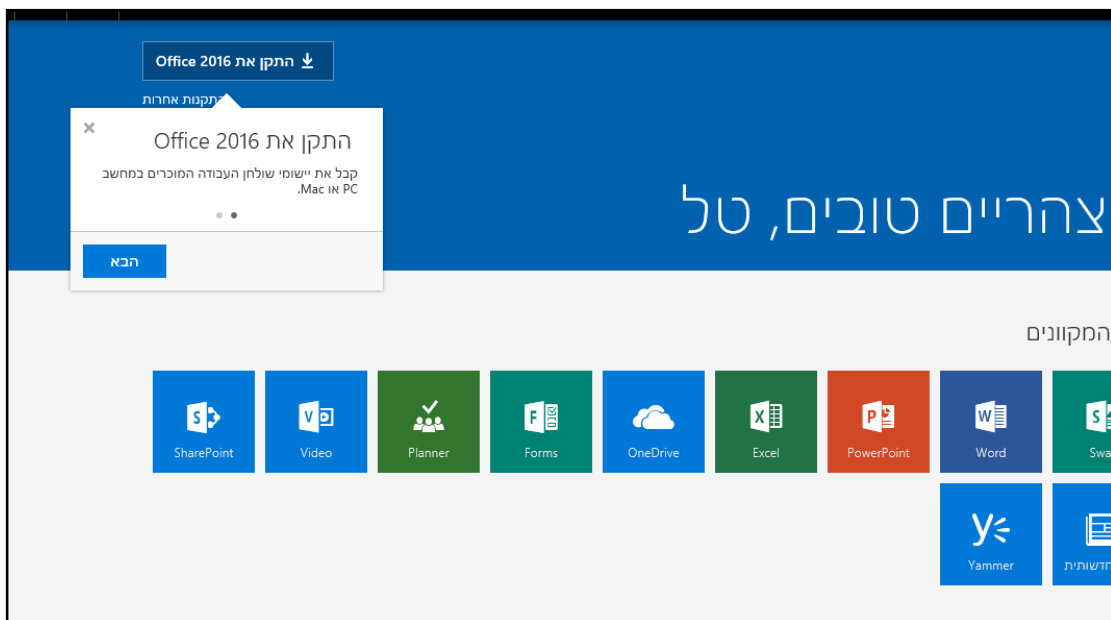 התקן את Office 2016
התקנות אחרות
התקן את Office 2016
קבל את יישומי שולחן העבודה המוכרים במחשב
PC או Mac.
הבא
צהריים טובים, טל
המקוונים
Word
PowerPoint
Excel
OneDrive
Forms
Planner
Video
SharePoint
Yammer